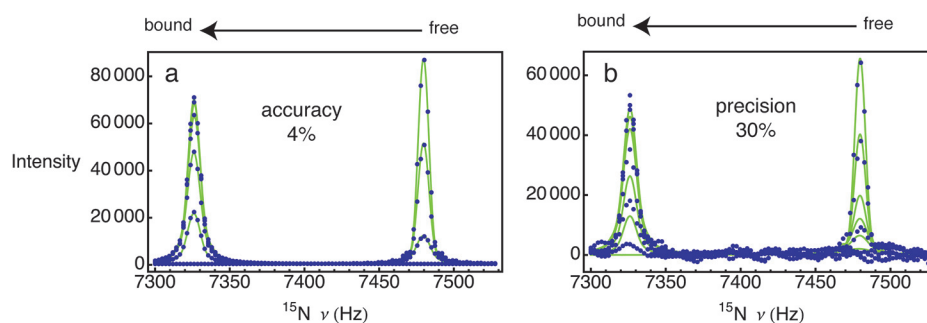 bound free
bound free
a
accuracy
4%
Intensity
80 000
60 000
40 000
20 000
0
7300 7350 7400 7450 7500
¹⁵N ν (Hz)
b
precision
30%
60 000
40 000
20 000
0
7300 7350 7400 7450 7500
¹⁵N ν (Hz)